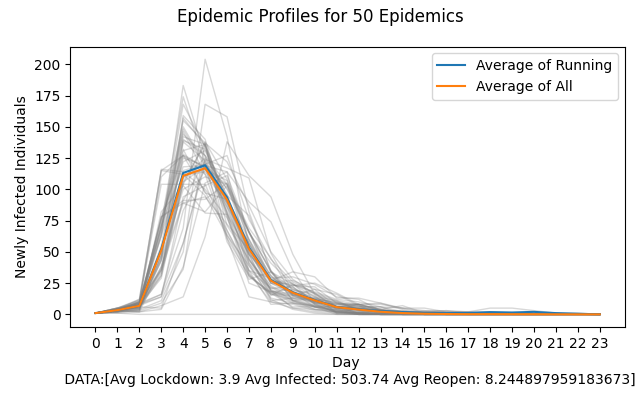 Epidemic Profiles for 50 Epidemics
Average of Running
Average of All
Newly Infected Individuals
200
175
150
125
100
75
50
25
0
0 1 2 3 4 5 6 7 8 9 10 11 12 13 14 15 16 17 18 19 20 21 22 23
Day
DATA:[Avg Lockdown: 3.9 Avg Infected: 503.74 Avg Reopen: 8.244897959183673]